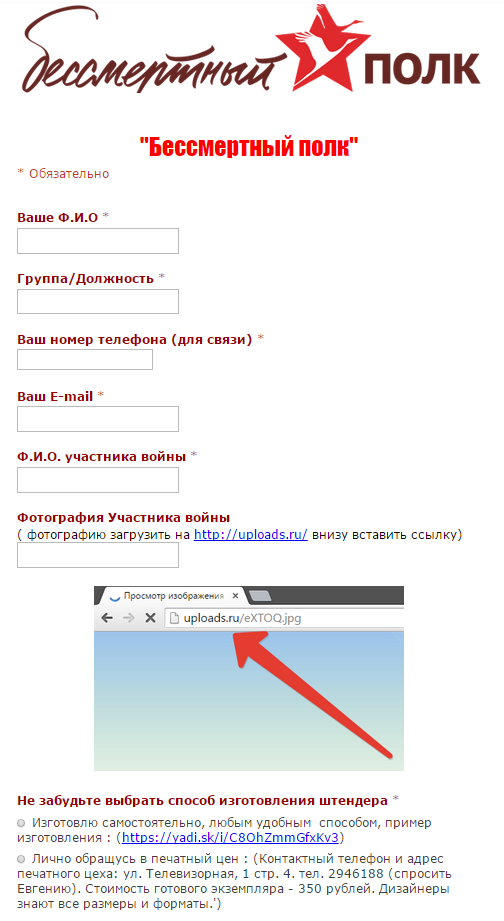 бессмертный ПОЛК
"Бессмертный полк"
* Обязательно
Ваше Ф.И.О *
Группа/Должность *
Ваш номер телефона (для связи) *
Ваш E-mail *
Ф.И.О. участника войны *
Фотография Участника войны
( фотографию загрузить на http://uploads.ru/ внизу вставить ссылку)
Просмотр изображения
uploads.ru/eXTOQ.jpg
Не забудьте выбрать способ изготовления штендера *
Изготовлю самостоятельно, любым удобным способом, пример
изготовления : (https://yadi.sk/i/C8OhZmmGfxKv3)
Лично обращусь в печатный цен : (Контактный телефон и адрес
печатного цеха: ул. Телевизорная, 1 стр. 4. тел. 2946188 (спросить
Евгению). Стоимость готового экземпляра - 350 рублей. Дизайнеры
знают все размеры и форматы.')